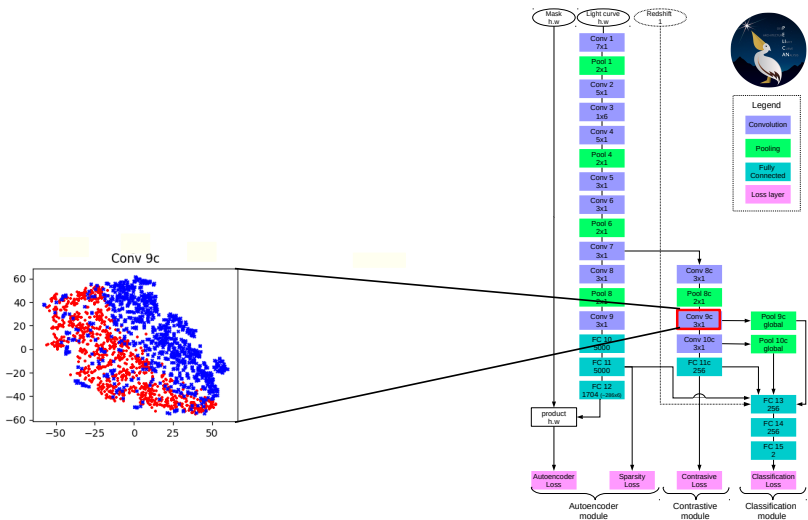 Mask
h.w
Light curve
h.w
Redshift
1
Conv 1
7x1
Pool 1
2x1
Conv 2
5x1
Conv 3
1x6
Conv 4
5x1
Pool 4
2x1
Conv 5
3x1
Conv 6
3x1
Pool 6
2x1
Conv 7
3x1
Conv 8
3x1
Pool 8
2x1
Conv 9
3x1
FC 10
5000
FC 11
5000
FC 12
1704
product
h.w
Conv 8c
3x1
Pool 8c
2x1
Conv 9c
3x1
Conv 10c
3x1
FC 11c
256
Pool 9c
global
Pool 10c
global
FC 13
256
FC 14
256
FC 15
2
Autoencoder
Loss
Sparsity
Loss
Contrasive
Loss
Classification
Loss
Autoencoder
module
Contrastive
module
Classification
module
Legend
Convolution
Pooling
Fully
Connected
Loss layer
Conv 9c
60
40
20
0
−20
−40
−60
−50
−25
0
25
50